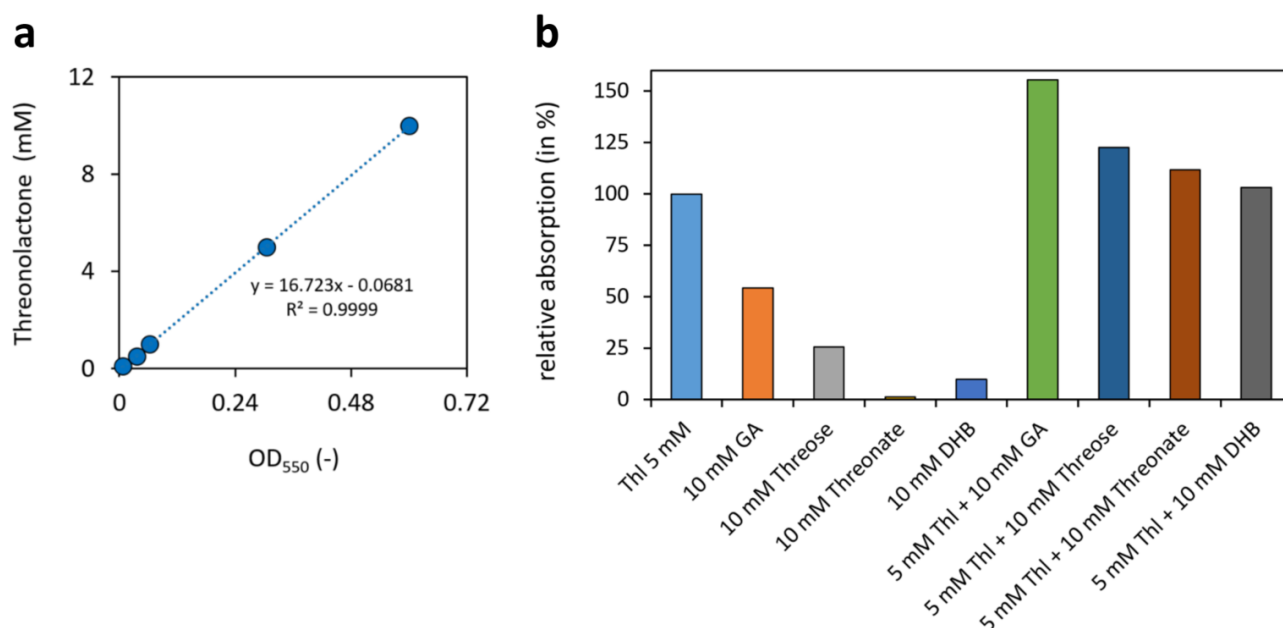 a
Threonolactone (mM)
12
8
4
0
y = 16.723x - 0.0681
R² = 0.9999
0 0.24 0.48 0.72
OD₅₅₀ (-)
b
relative absorption (in %)
150
125
100
75
50
25
0
Thl 5 mM
10 mM GA
10 mM Threose
10 mM Threonate
10 mM DHB
5 mM Thl + 10 mM GA
5 mM Thl + 10 mM Threose
5 mM Thl + 10 mM Threonate
5 mM Thl + 10 mM DHB